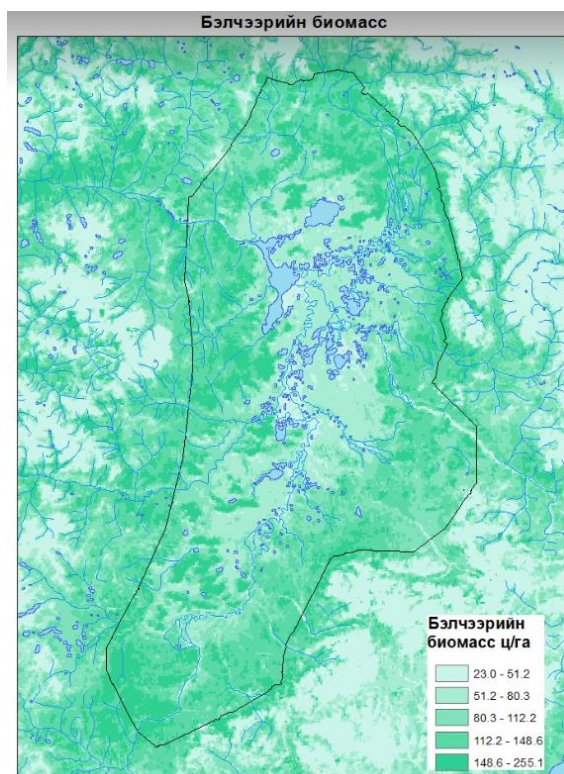 Бэлчээрийн биомасс
Бэлчээрийн
биомасс ц/га
23.0 - 51.2
51.2 - 80.3
80.3 - 112.2
112.2 - 148.6
148.6 - 255.1